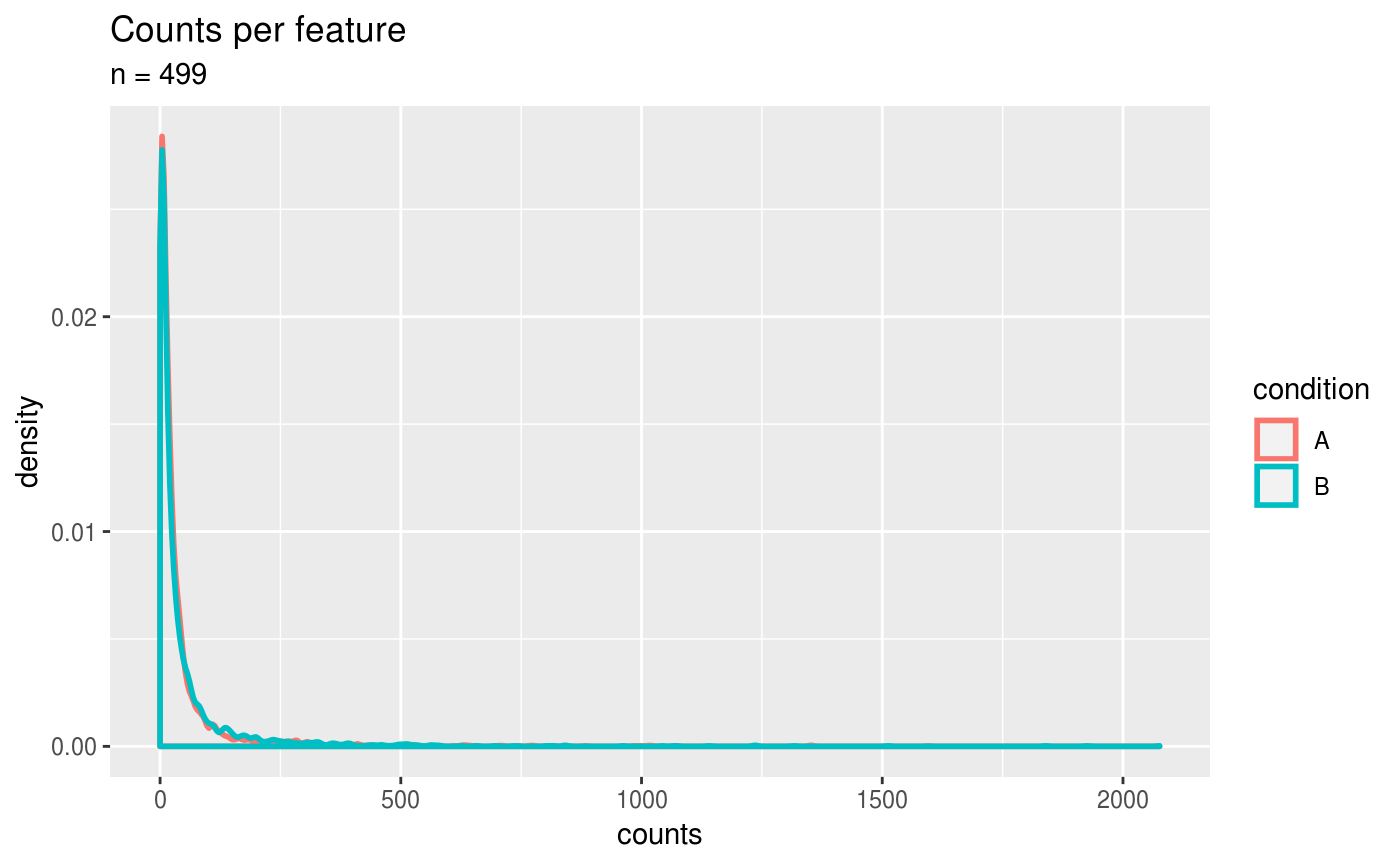 Counts per feature
n = 499
density
0.02
0.01
0.00
0
500
1000
1500
2000
counts
condition
A
B